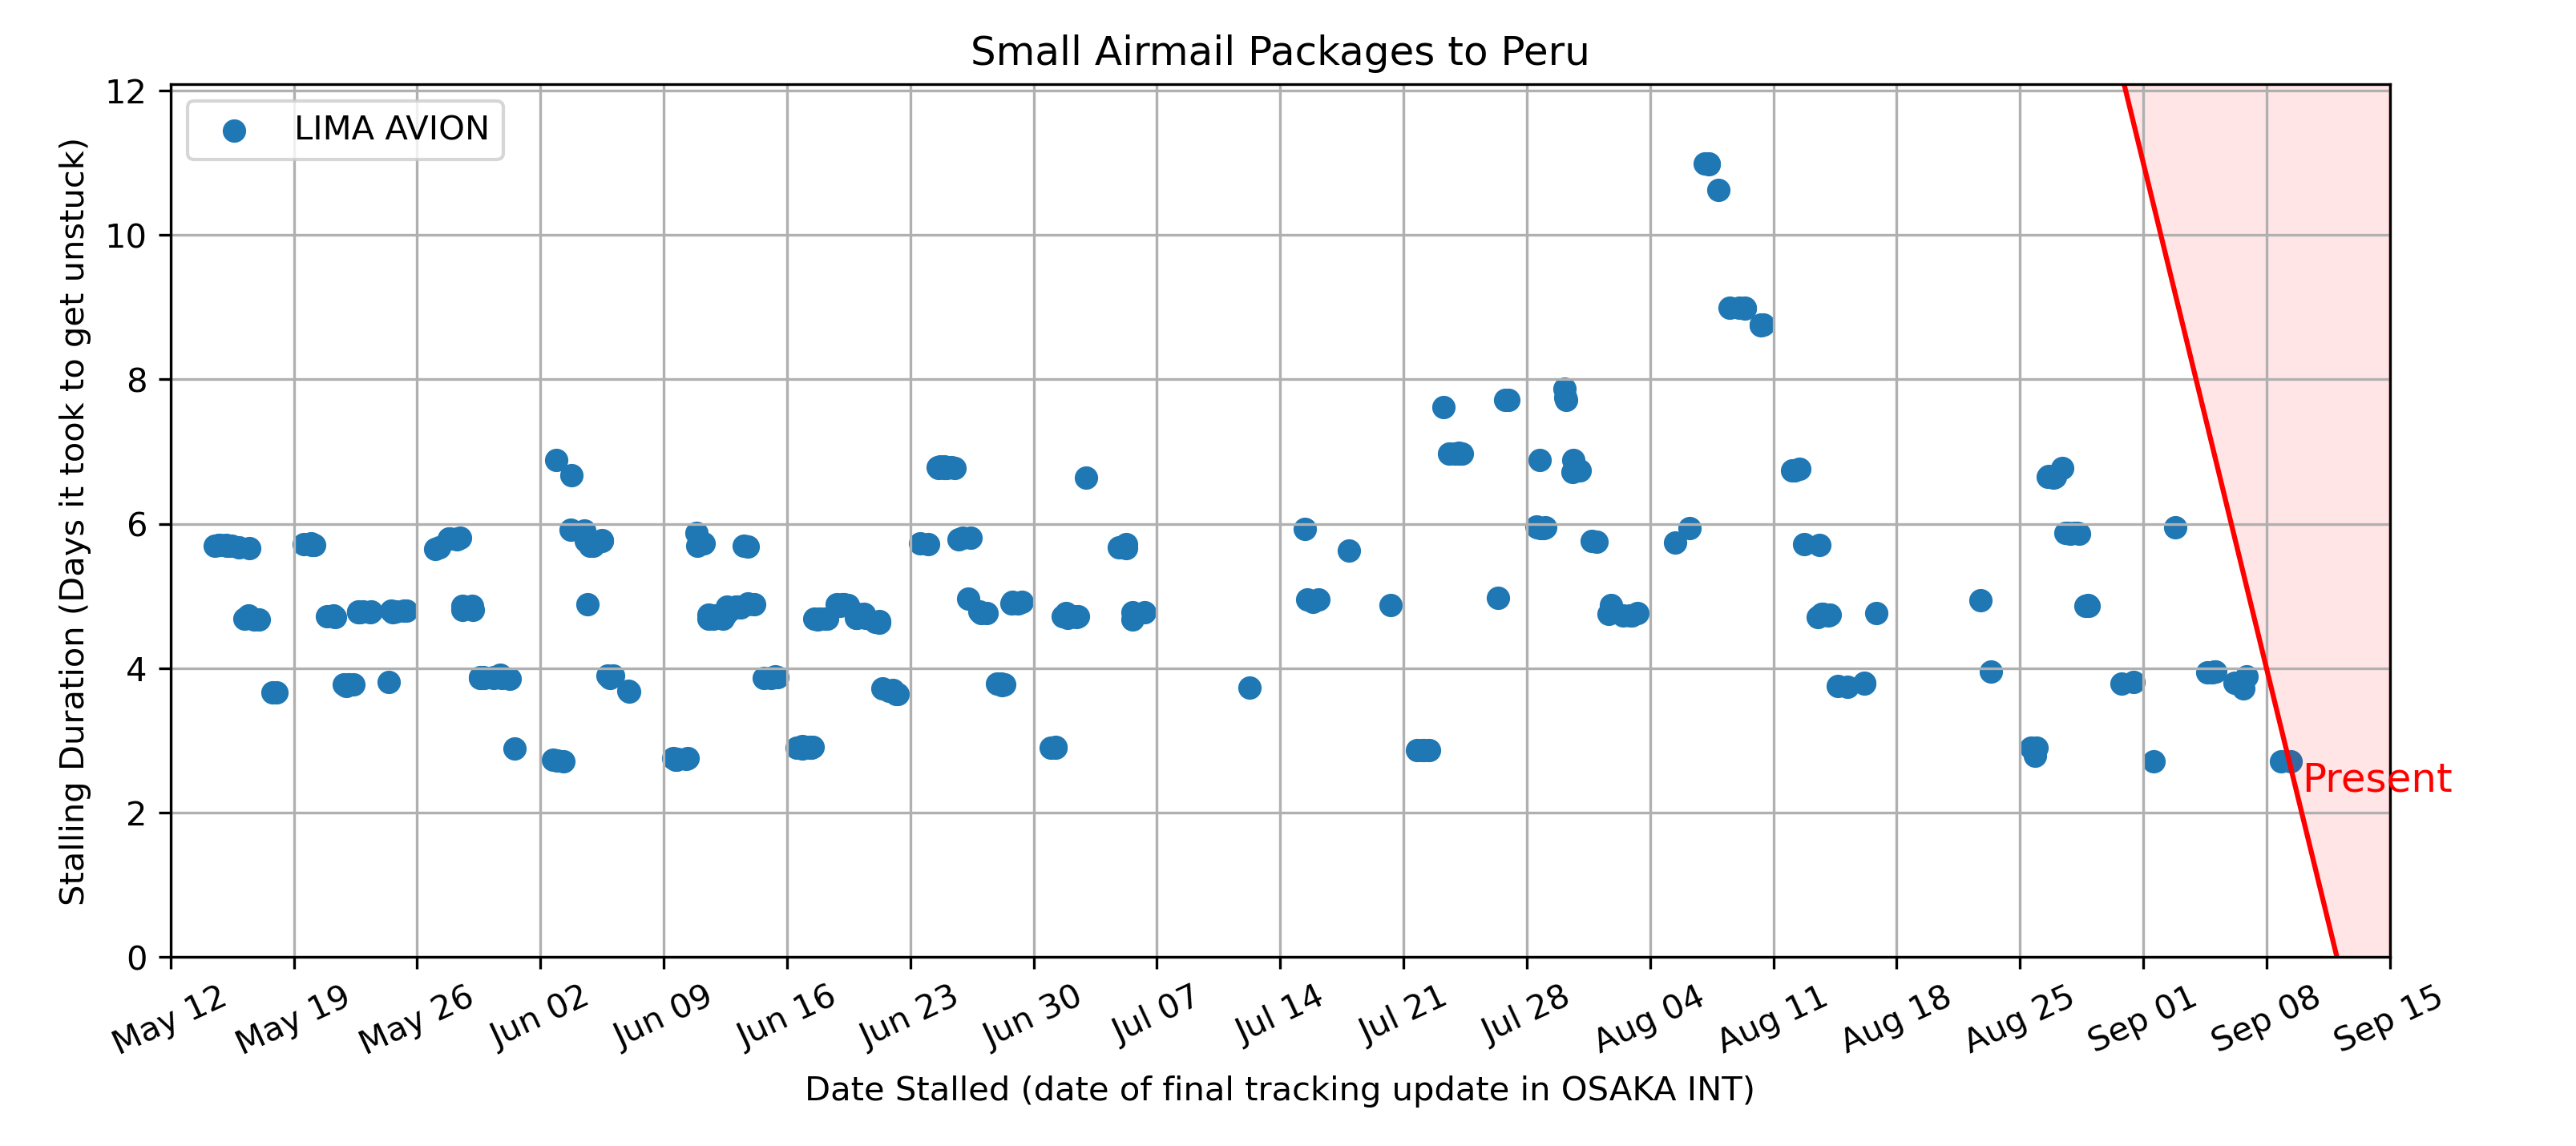 Small Airmail Packages to Peru
LIMA AVION
Stalling Duration (Days it took to get unstuck)
12
10
8
6
4
2
0
Present
May 12
May 19
May 26
Jun 02
Jun 09
Jun 16
Jun 23
Jun 30
Jul 07
Jul 14
Jul 21
Jul 28
Aug 04
Aug 11
Aug 18
Aug 25
Sep 01
Sep 08
Sep 15
Date Stalled (date of final tracking update in OSAKA INT)